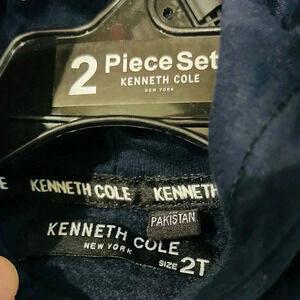 2 Piece Set
KENNETH COLE
NEW YORK
E KENNETH COLE KENNETH
PAKISTAN
KENNETH COLE
NEW YORK
SIZE 2T